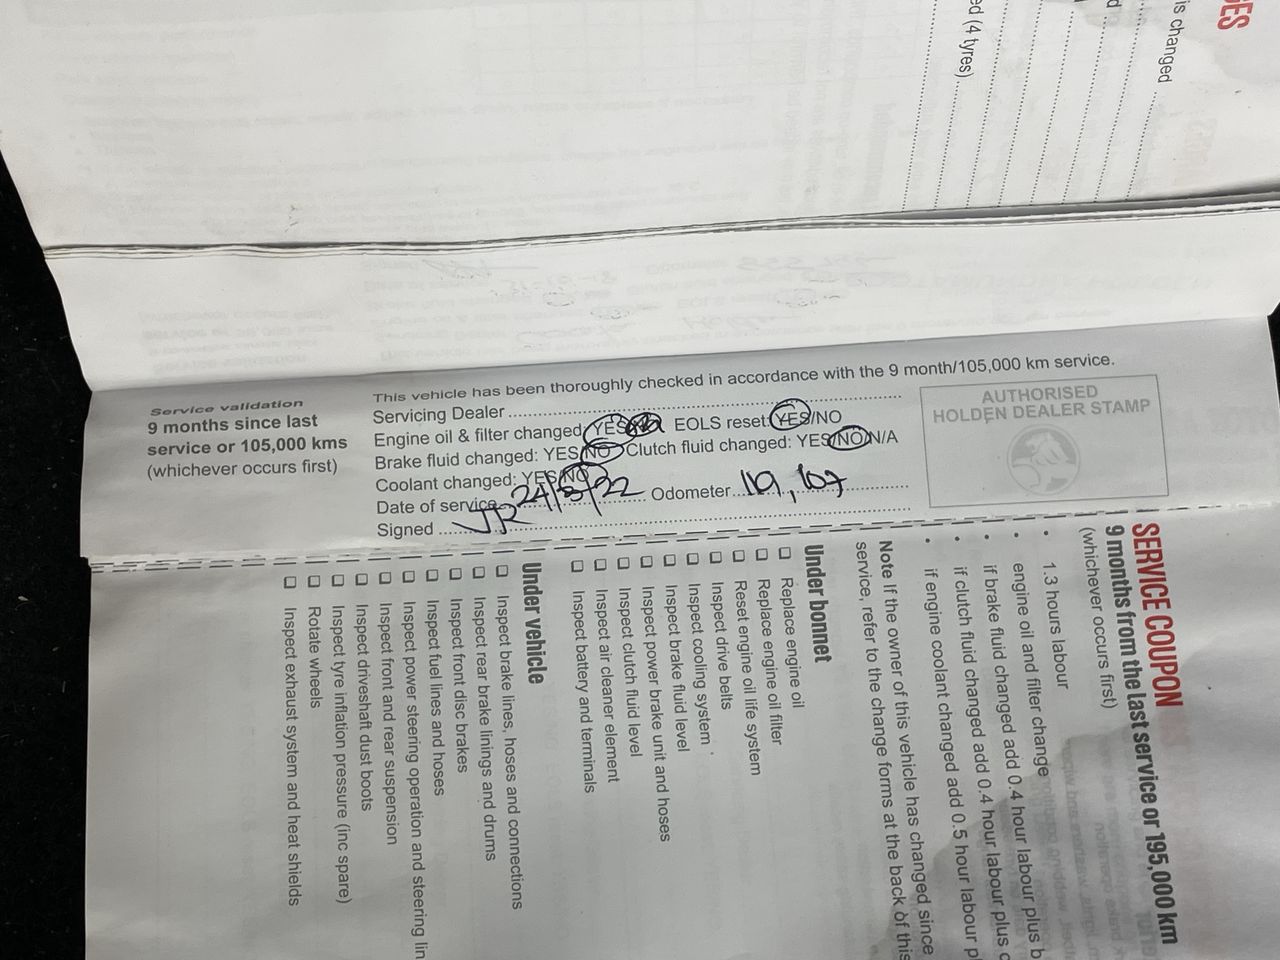 GES
is changed
ed (4 tyres)
Service validation
9 months since last
service or 105,000 kms
(whichever occurs first)
This vehicle has been thoroughly checked in accordance with the 9 month/105,000 km service.
Servicing Dealer
Engine oil & filter changed: YES EOLS reset: YES/NO
Brake fluid changed: YES/NO Clutch fluid changed: YES/NO N/A
Coolant changed: YES/NO
Date of service 24/8/22 Odometer 119,107
Signed JR
AUTHORISED
HOLDEN DEALER STAMP
SERVICE COUPON
9 months from the last service or 195,000 km
(whichever occurs first)
• 1.3 hours labour
• engine oil and filter change
• if brake fluid changed add 0.4 hour labour plus b
• if clutch fluid changed add 0.4 hour labour plus c
• if engine coolant changed add 0.5 hour labour p
Note If the owner of this vehicle has changed since
service, refer to the change forms at the back of this
Under bonnet
☐ Replace engine oil
☐ Replace engine oil filter
☐ Reset engine oil life system
☐ Inspect drive belts
☐ Inspect cooling system
☐ Inspect brake fluid level
☐ Inspect power brake unit and hoses
☐ Inspect clutch fluid level
☐ Inspect air cleaner element
☐ Inspect battery and terminals
Under vehicle
☐ Inspect brake lines, hoses and connections
☐ Inspect rear brake linings and drums
☐ Inspect front disc brakes
☐ Inspect fuel lines and hoses
☐ Inspect power steering operation and steering lin
☐ Inspect front and rear suspension
☐ Inspect driveshaft dust boots
☐ Inspect tyre inflation pressure (inc spare)
☐ Rotate wheels
☐ Inspect exhaust system and heat shields